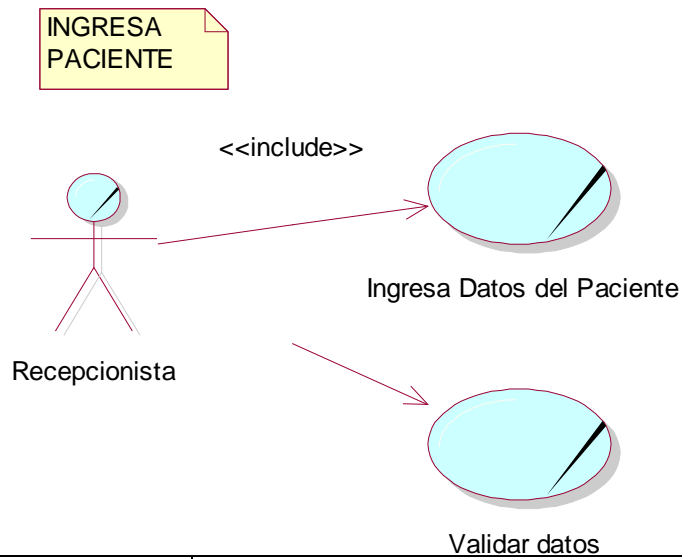 INGRESA
PACIENTE
<<include>>
Ingresa Datos del Paciente
Recepcionista
Validar datos